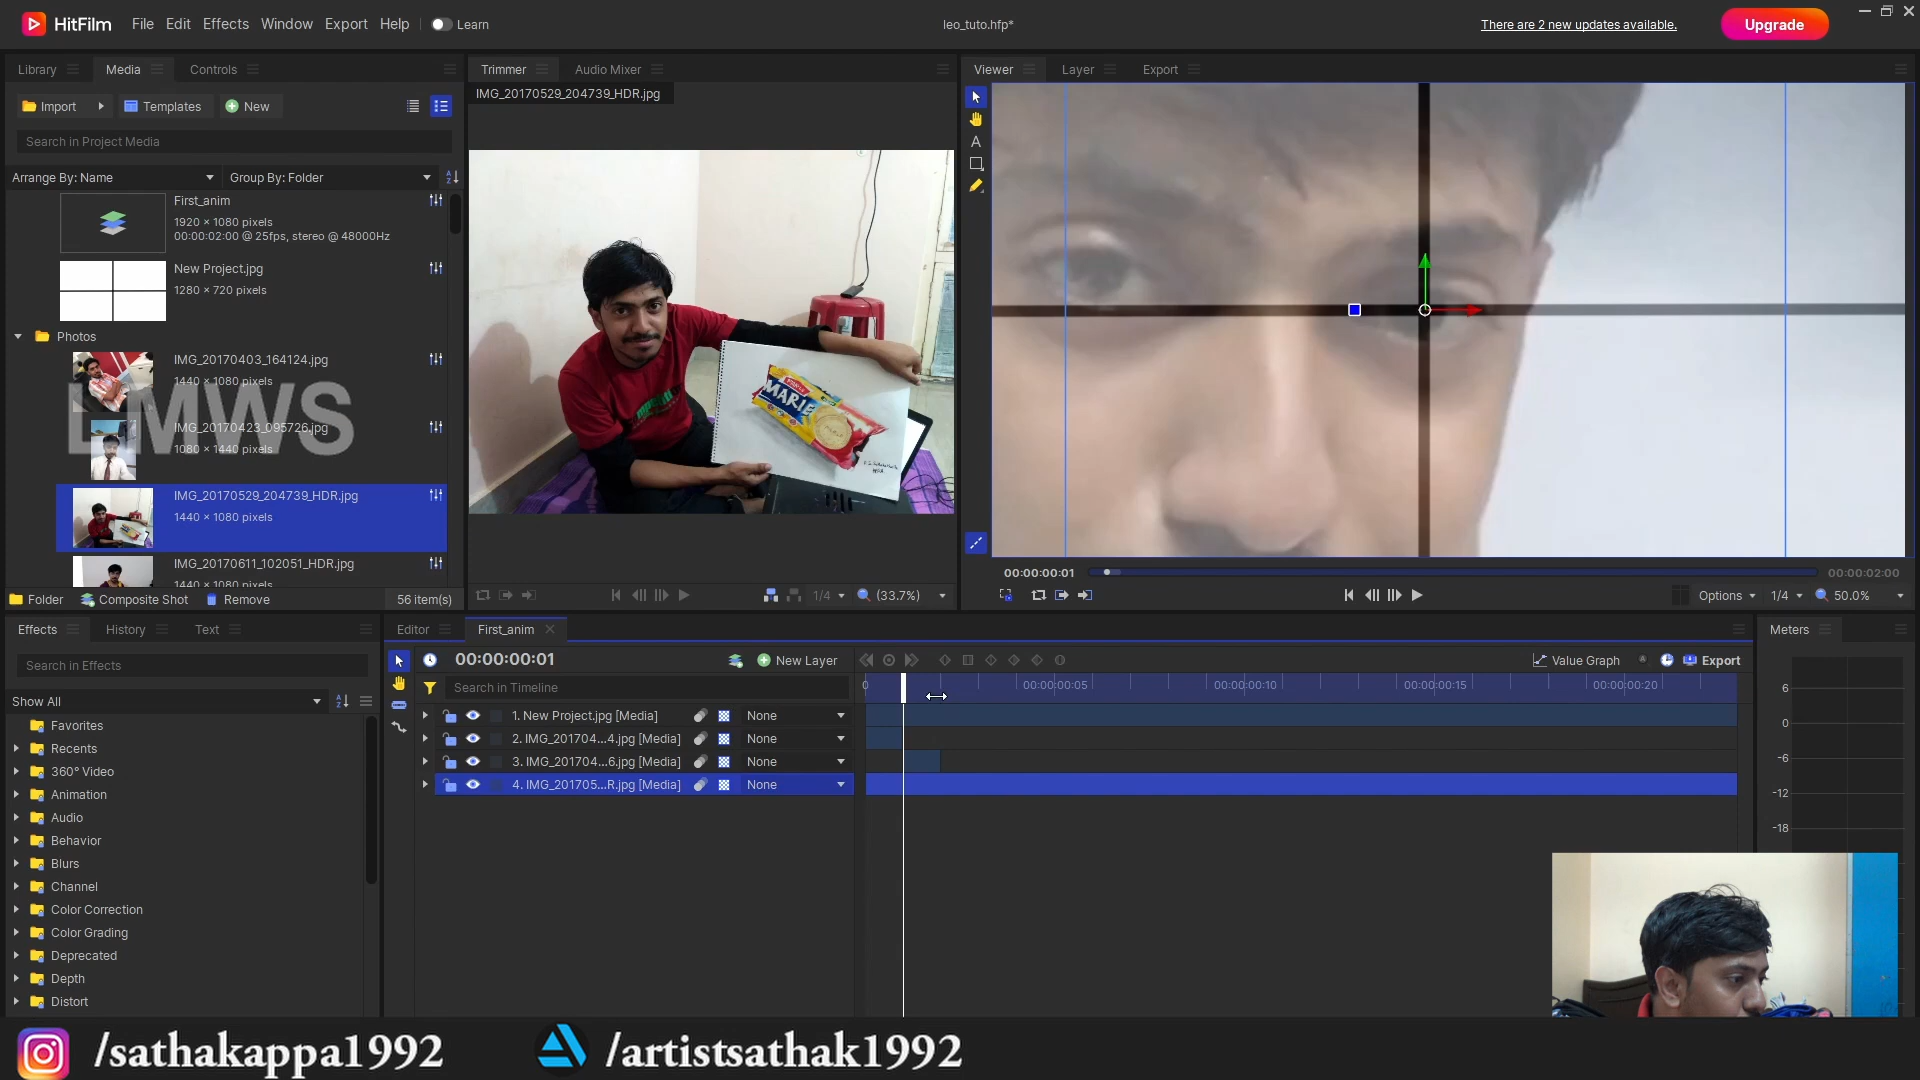 HitFilm File Edit Effects Window Export Help Learn
leo_tuto.hfp*
There are 2 new updates available.
Upgrade
Library Media Controls
Trimmer Audio Mixer
Viewer Layer Export
Import Templates New
IMG_20170529_204739_HDR.jpg
Search in Project Media
Arrange By: Name Group By: Folder
First_anim
1920 × 1080 pixels
00:00:02:00 @ 25fps, stereo @ 48000Hz
New Project.jpg
1280 × 720 pixels
Photos
IMG_20170403_164124.jpg
1440 × 1080 pixels
LMWS
IMG_20170423_095726.jpg
1080 × 1440 pixels
IMG_20170529_204739_HDR.jpg
1440 × 1080 pixels
IMG_20170611_102051_HDR.jpg
1440 × 1080 pixels
Folder Composite Shot Remove 56 item(s)
MARIE
1/4 (33.7%)
00:00:00:01 00:00:02:00
Options 1/4 50.0%
Effects History Text
Search in Effects
Show All
Favorites
Recents
360° Video
Animation
Audio
Behavior
Blurs
Channel
Color Correction
Color Grading
Deprecated
Depth
Distort
Editor First_anim
00:00:00:01 New Layer
Value Graph A Export
Search in Timeline
0 00:00:00:05 00:00:00:10 00:00:00:15 00:00:00:20
1. New Project.jpg [Media] None
2. IMG_201704...4.jpg [Media] None
3. IMG_201704...6.jpg [Media] None
4. IMG_201705...R.jpg [Media] None
Meters
6
0
-6
-12
-18
/sathakappa1992 /artistsathak1992